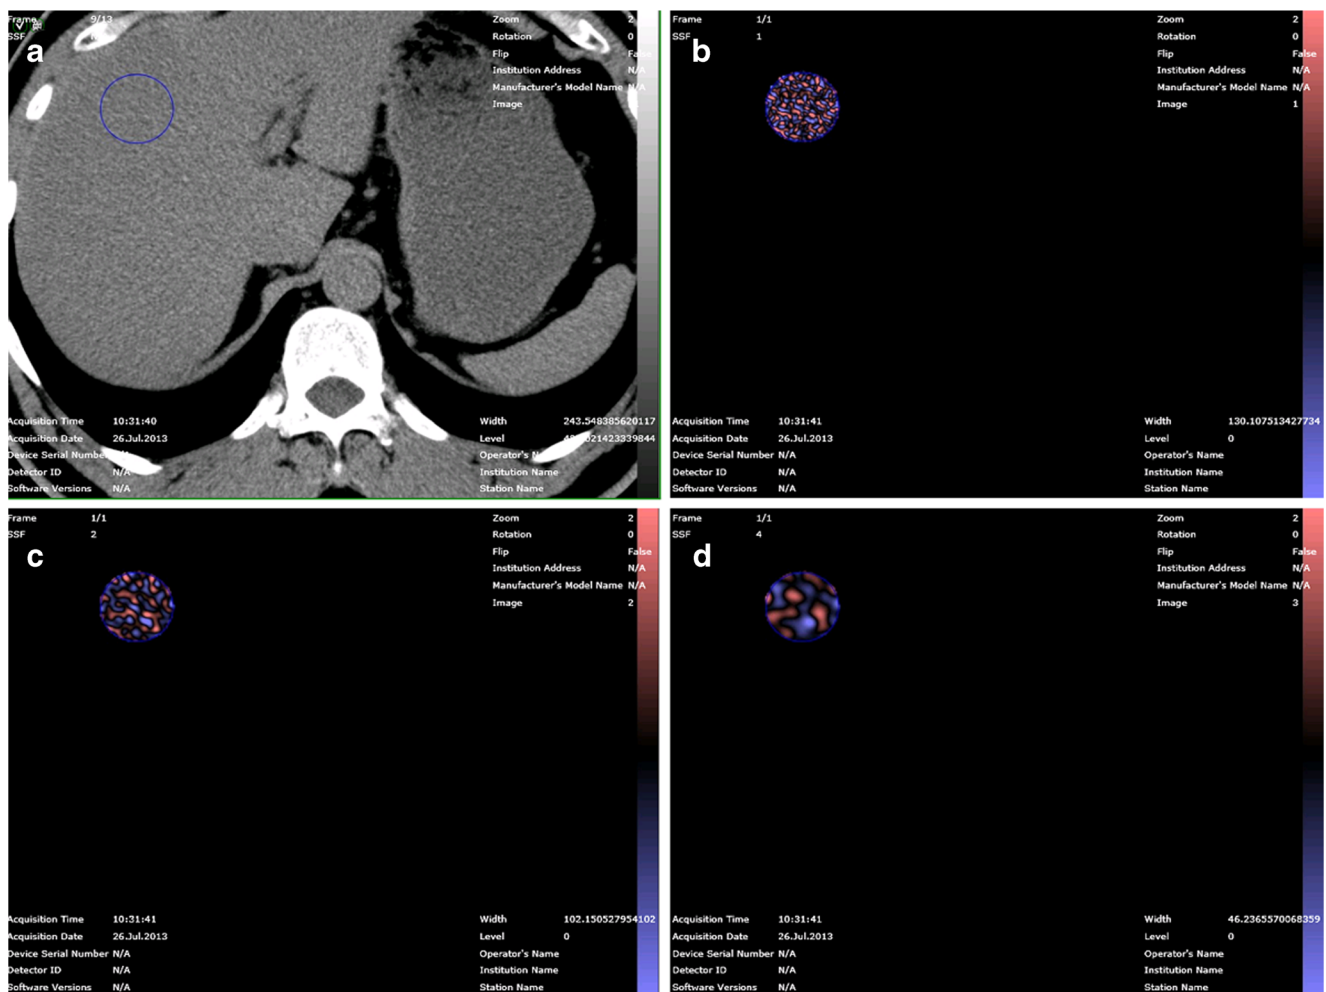 Frame 9/13 Zoom 2
SSF Rotation 0
a Flip False
Institution Address N/A
Manufacturer's Model Name N/A
Image
Acquisition Time 10:31:40 Width 243.548385620117
Acquisition Date 26.Jul.2013 Level
Device Serial Number Operator's N
Detector ID N/A Institution Name
Software Versions N/A Station Name
Frame 1/1 Zoom 2
SSF 1 Rotation 0
b Flip False
Institution Address N/A
Manufacturer's Model Name N/A
Image 1
Acquisition Time 10:31:41 Width 130.107513427734
Acquisition Date 26.Jul.2013 Level 0
Device Serial Number N/A Operator's Name
Detector ID N/A Institution Name
Software Versions N/A Station Name
Frame 1/1 Zoom 2
SSF 2 Rotation 0
c Flip False
Institution Address N/A
Manufacturer's Model Name N/A
Image 2
Acquisition Time 10:31:41 Width 102.150527954102
Acquisition Date 26.Jul.2013 Level 0
Device Serial Number N/A Operator's Name
Detector ID N/A Institution Name
Software Versions N/A Station Name
Frame 1/1 Zoom 2
SSF 4 Rotation 0
d Flip False
Institution Address N/A
Manufacturer's Model Name N/A
Image 3
Acquisition Time 10:31:41 Width 46.2365570068359
Acquisition Date 26.Jul.2013 Level 0
Device Serial Number N/A Operator's Name
Detector ID N/A Institution Name
Software Versions N/A Station Name